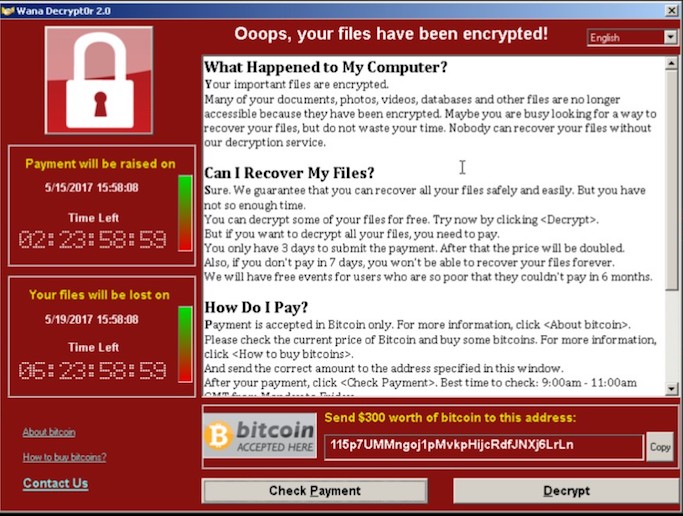 Wana Decrypt0r 2.0
Ooops, your files have been encrypted!
English
What Happened to My Computer?
Your important files are encrypted.
Many of your documents, photos, videos, databases and other files are no longer
accessible because they have been encrypted. Maybe you are busy looking for a way to
recover your files, but do not waste your time. Nobody can recover your files without
our decryption service.
Can I Recover My Files?
Sure. We guarantee that you can recover all your files safely and easily. But you have
not so enough time.
You can decrypt some of your files for free. Try now by clicking <Decrypt>.
But if you want to decrypt all your files, you need to pay.
You only have 3 days to submit the payment. After that the price will be doubled.
Also, if you don't pay in 7 days, you won't be able to recover your files forever.
We will have free events for users who are so poor that they couldn't pay in 6 months.
How Do I Pay?
Payment is accepted in Bitcoin only. For more information, click <About bitcoin>.
Please check the current price of Bitcoin and buy some bitcoins. For more information,
click <How to buy bitcoins>.
And send the correct amount to the address specified in this window.
After your payment, click <Check Payment>. Best time to check: 9:00am - 11:00am
GMT from Monday to Friday.
Payment will be raised on
5/15/2017 15:58:08
Time Left
02:23:58:59
Your files will be lost on
5/19/2017 15:58:08
Time Left
06:23:58:59
About bitcoin
How to buy bitcoins?
Contact Us
bitcoin
ACCEPTED HERE
Send $300 worth of bitcoin to this address:
115p7UMMngoj1pMvkpHijcRdfJNXj6LrLn
Copy
Check Payment
Decrypt